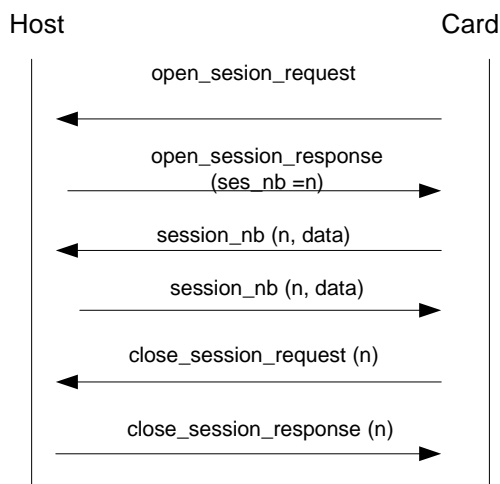 Host
Card
open_sesion_request
open_session_response
(ses_nb =n)
session_nb (n, data)
session_nb (n, data)
close_session_request (n)
close_session_response (n)